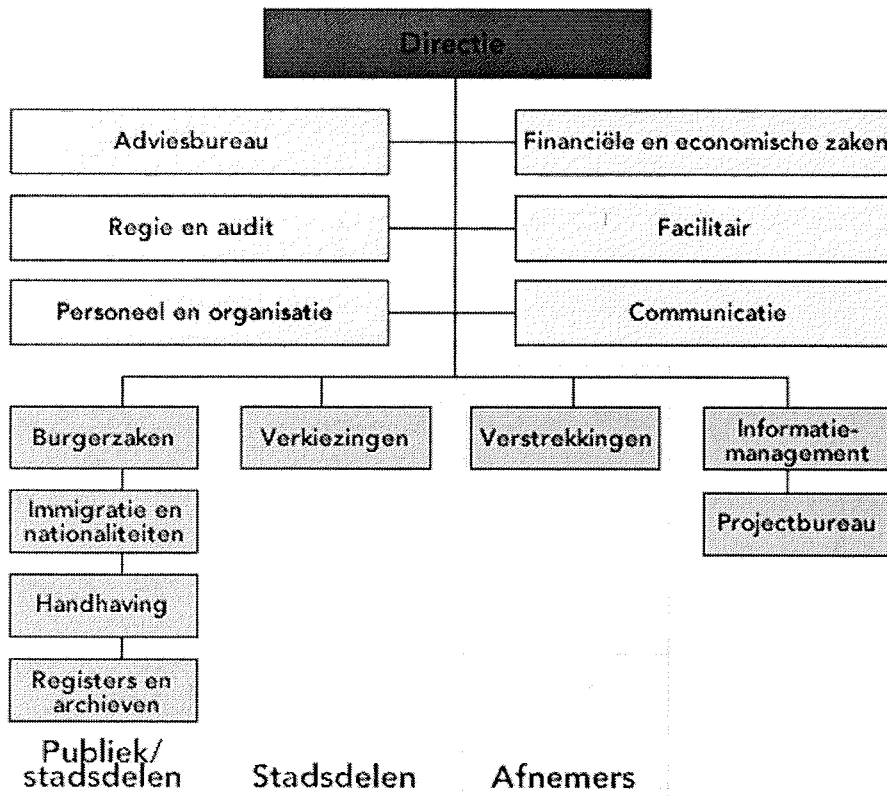 Directie
Adviesbureau
Financiële en economische zaken
Regie en audit
Facilitair
Personeel en organisatie
Communicatie
Burgerzaken
Verkiezingen
Verstrekkingen
Informatie-
management
Immigratie en
nationaliteiten
Projectbureau
Handhaving
Registers en
archieven
Publiek/
stadsdelen
Stadsdelen
Afnemers